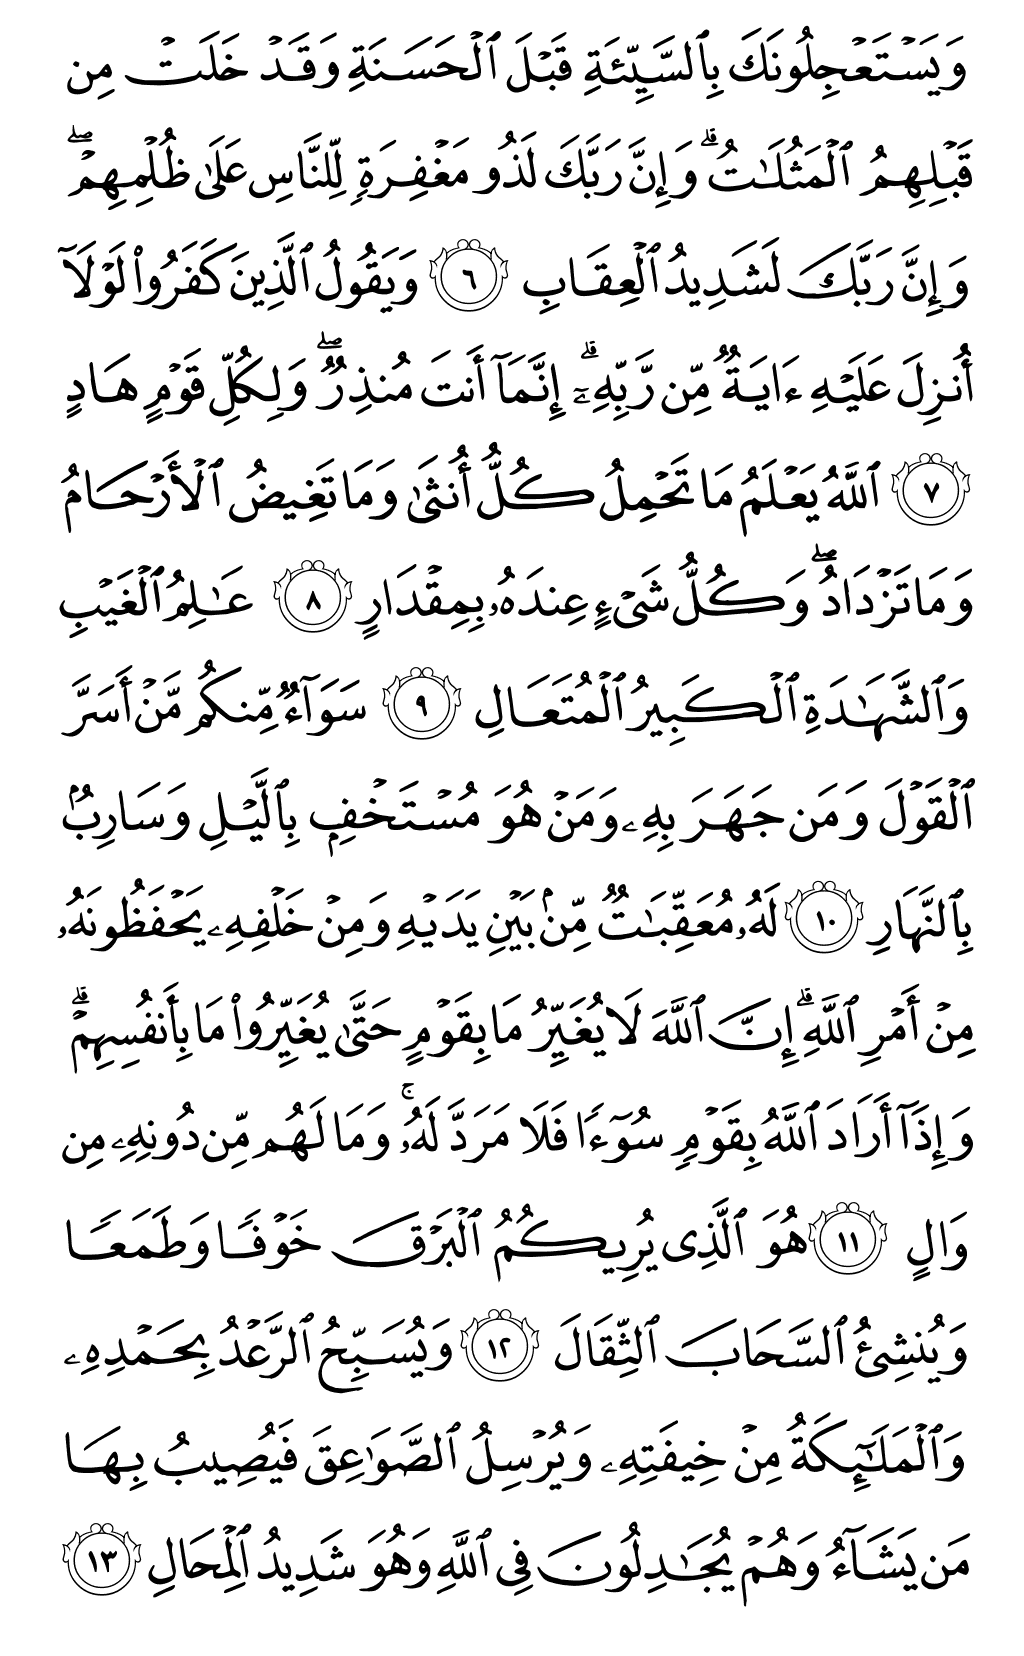 وَيَسۡتَعۡجِلُونَكَ بِٱلسَّيِّئَةِ قَبۡلَ ٱلۡحَسَنَةِ وَقَدۡ خَلَتۡ مِن
قَبۡلِهِمُ ٱلۡمَثُلَٰتُۗ وَإِنَّ رَبَّكَ لَذُو مَغۡفِرَةٖ لِّلنَّاسِ عَلَىٰ ظُلۡمِهِمۡۖ
وَإِنَّ رَبَّكَ لَشَدِيدُ ٱلۡعِقَابِ ٦ وَيَقُولُ ٱلَّذِينَ كَفَرُواْ لَوۡلَآ
أُنزِلَ عَلَيۡهِ ءَايَةٞ مِّن رَّبِّهِۦٓۗ إِنَّمَآ أَنتَ مُنذِرٞۖ وَلِكُلِّ قَوۡمٍ هَادٍ
٧ ٱللَّهُ يَعۡلَمُ مَا تَحۡمِلُ كُلُّ أُنثَىٰ وَمَا تَغِيضُ ٱلۡأَرۡحَامُ
وَمَا تَزۡدَادُۖ وَكُلُّ شَيۡءٍ عِندَهُۥ بِمِقۡدَارٍ ٨ عَٰلِمُ ٱلۡغَيۡبِ
وَٱلشَّهَٰدَةِ ٱلۡكَبِيرُ ٱلۡمُتَعَالِ ٩ سَوَآءٞ مِّنكُم مَّنۡ أَسَرَّ
ٱلۡقَوۡلَ وَمَن جَهَرَ بِهِۦ وَمَنۡ هُوَ مُسۡتَخۡفِۭ بِٱلَّيۡلِ وَسَارِبُۢ
بِٱلنَّهَارِ ١٠ لَهُۥ مُعَقِّبَٰتٞ مِّنۢ بَيۡنِ يَدَيۡهِ وَمِنۡ خَلۡفِهِۦ يَحۡفَظُونَهُۥ
مِنۡ أَمۡرِ ٱللَّهِۗ إِنَّ ٱللَّهَ لَا يُغَيِّرُ مَا بِقَوۡمٍ حَتَّىٰ يُغَيِّرُواْ مَا بِأَنفُسِهِمۡۗ
وَإِذَآ أَرَادَ ٱللَّهُ بِقَوۡمٖ سُوٓءٗا فَلَا مَرَدَّ لَهُۥۚ وَمَا لَهُم مِّن دُونِهِۦ مِن
وَالٍ ١١ هُوَ ٱلَّذِي يُرِيكُمُ ٱلۡبَرۡقَ خَوۡفٗا وَطَمَعٗا
وَيُنشِئُ ٱلسَّحَابَ ٱلثِّقَالَ ١٢ وَيُسَبِّحُ ٱلرَّعۡدُ بِحَمۡدِهِۦ
وَٱلۡمَلَٰٓئِكَةُ مِنۡ خِيفَتِهِۦ وَيُرۡسِلُ ٱلصَّوَٰعِقَ فَيُصِيبُ بِهَا
مَن يَشَآءُ وَهُمۡ يُجَٰدِلُونَ فِي ٱللَّهِ وَهُوَ شَدِيدُ ٱلۡمِحَالِ ١٣